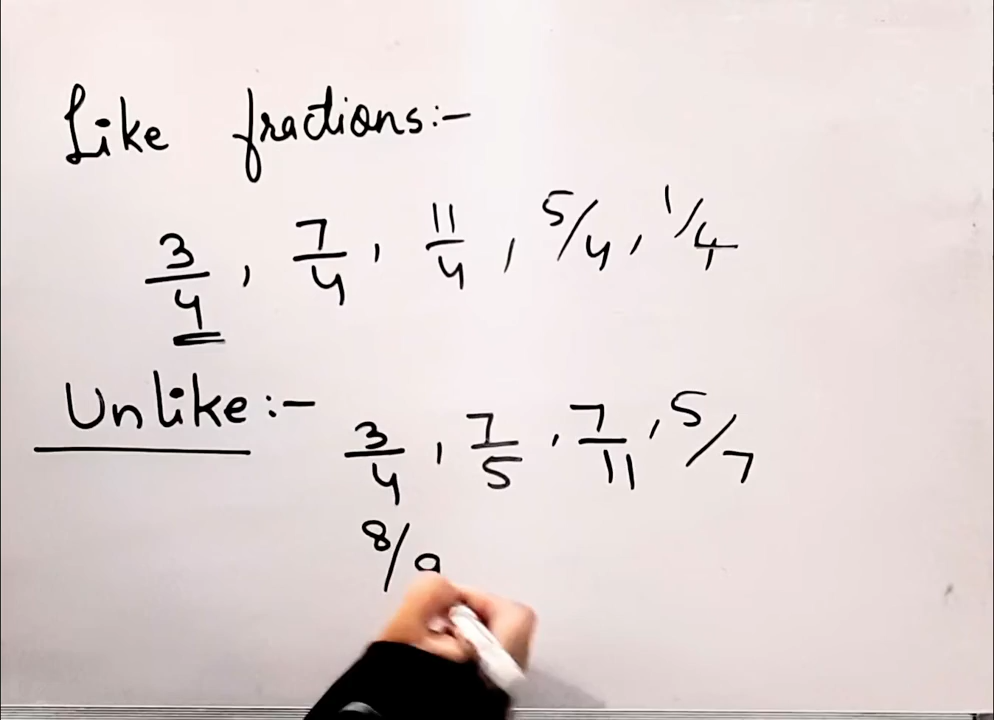 Like fractions:-
3/4, 7/4, 11/4, 5/4, 1/4
Unlike:- 3/4, 7/5, 7/11, 5/7
8/9